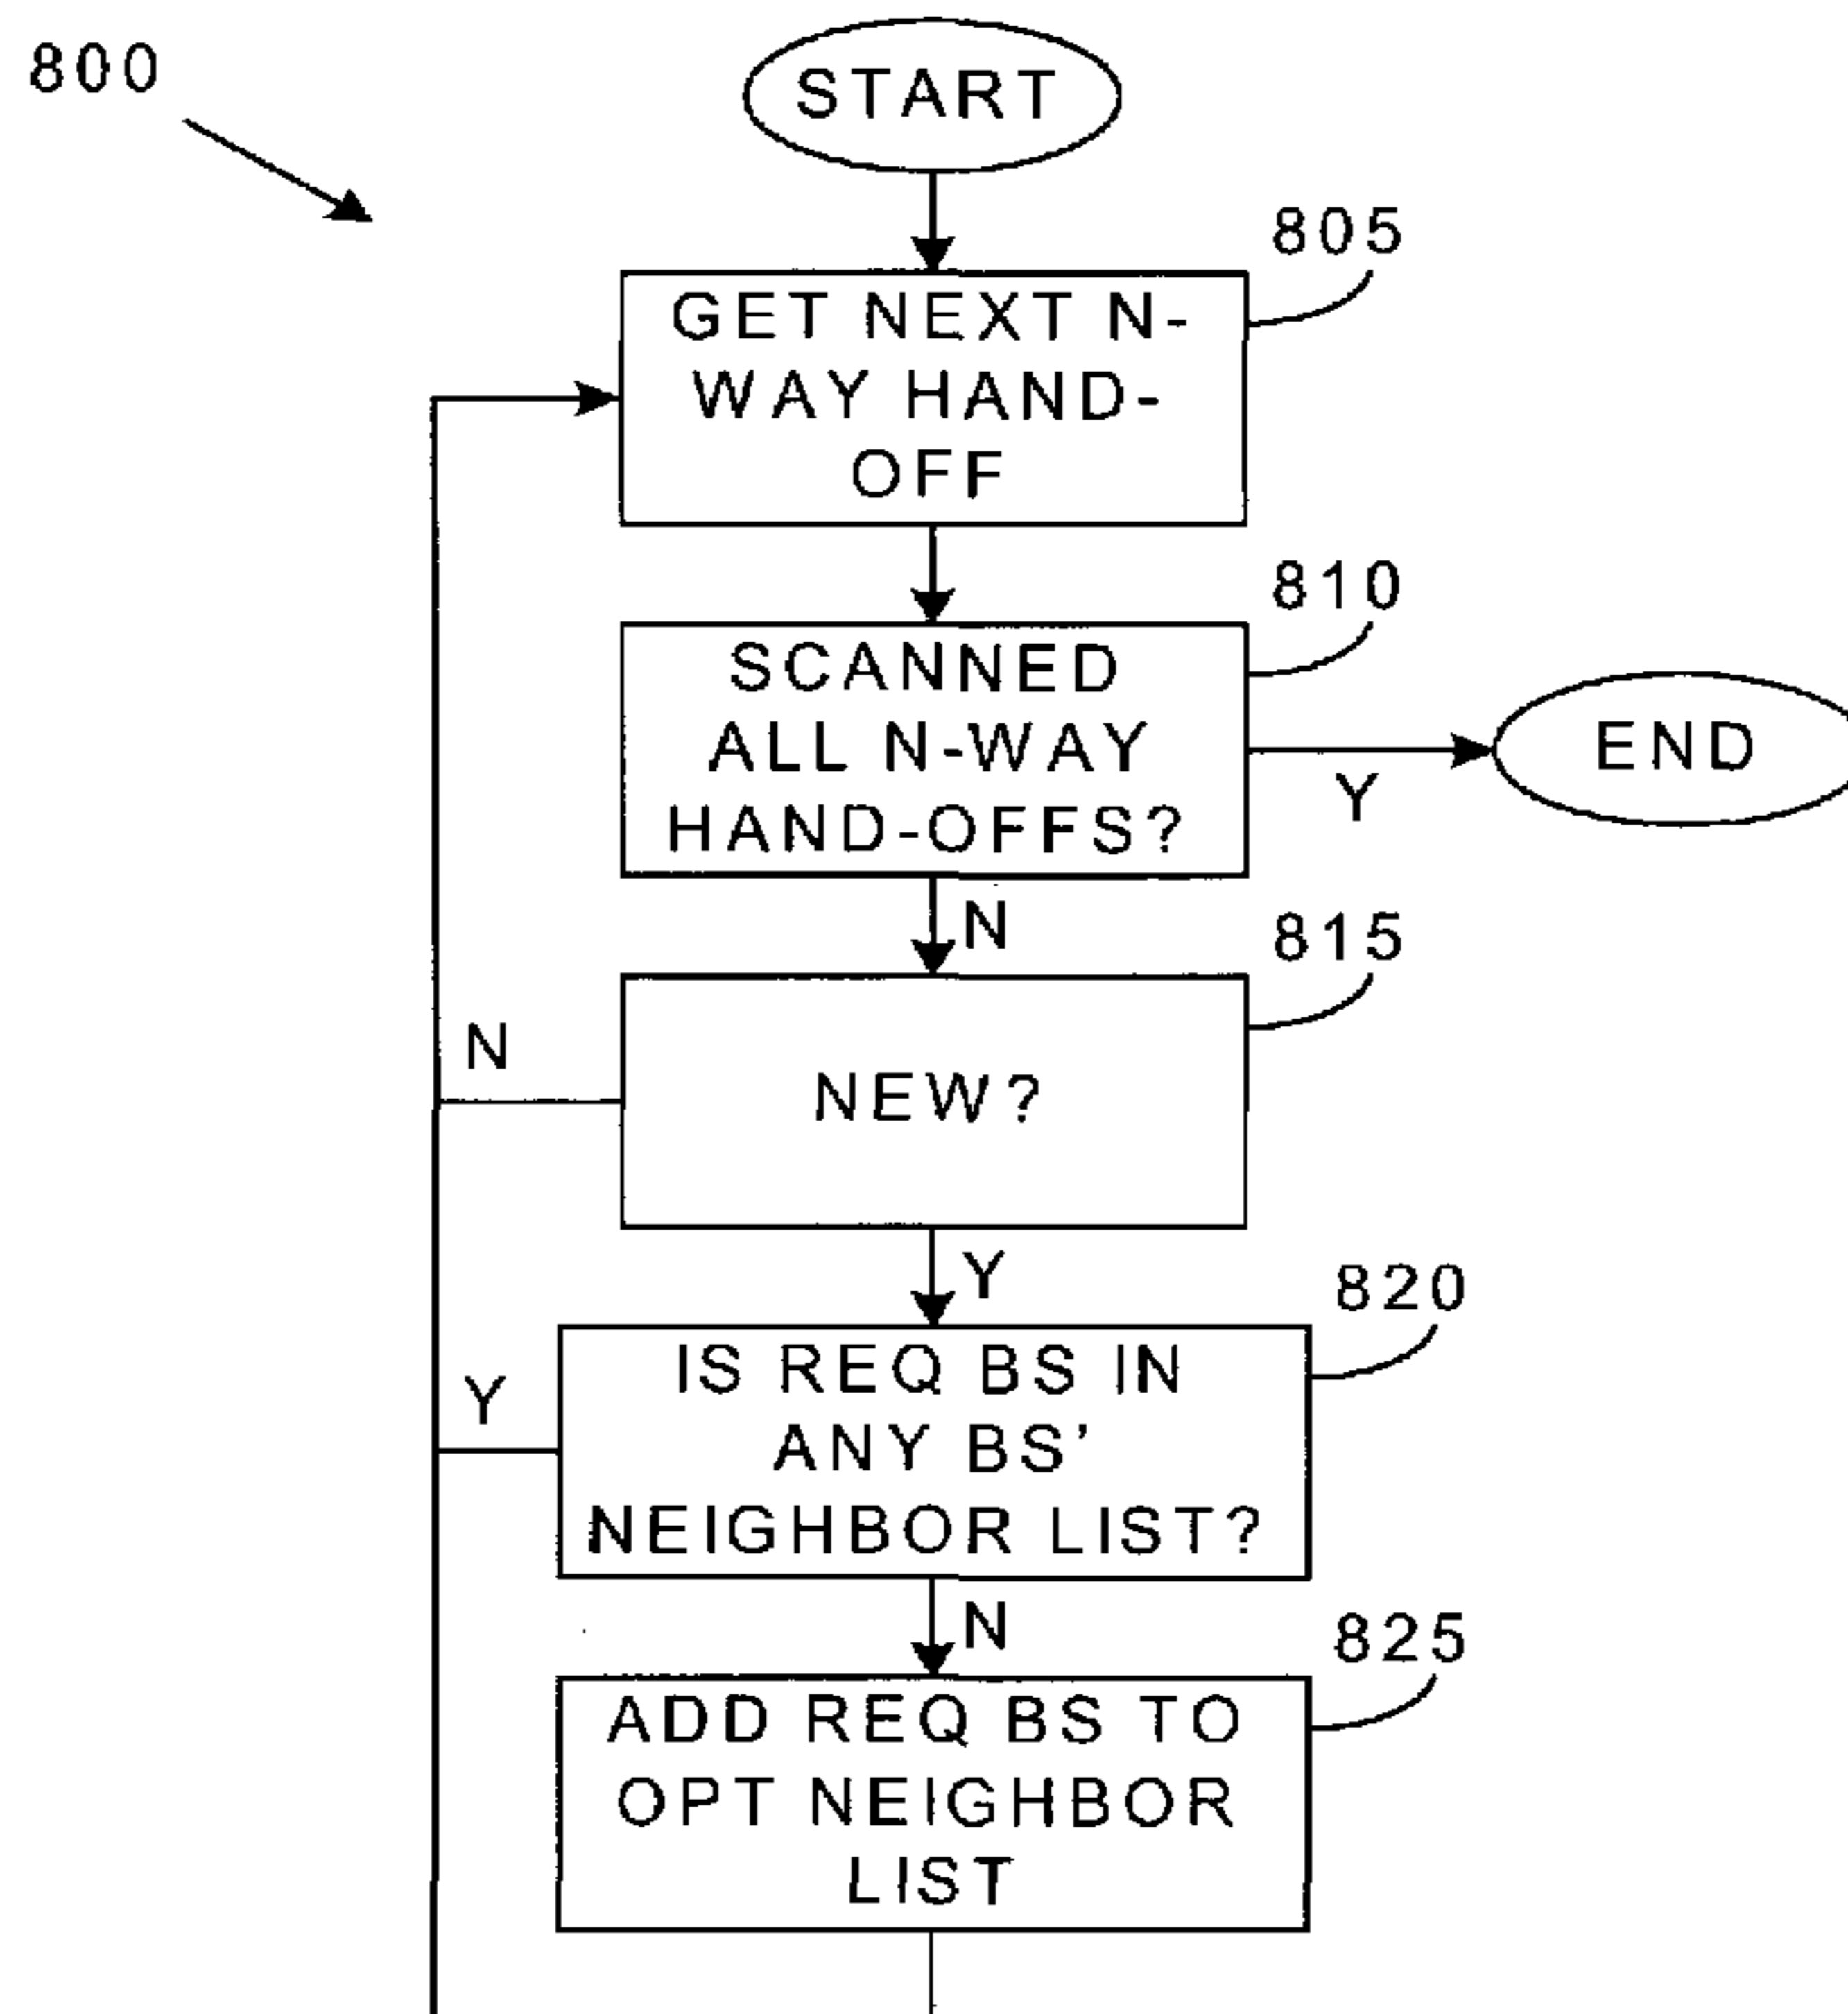 800
START
805
GET NEXT N-
WAY HAND-
OFF
810
SCANNED
ALL N-WAY
HAND-OFFS?
Y
END
N
815
NEW?
N
Y
820
IS REQ BS IN
ANY BS'
NEIGHBOR LIST?
Y
N
825
ADD REQ BS TO
OPT NEIGHBOR
LIST